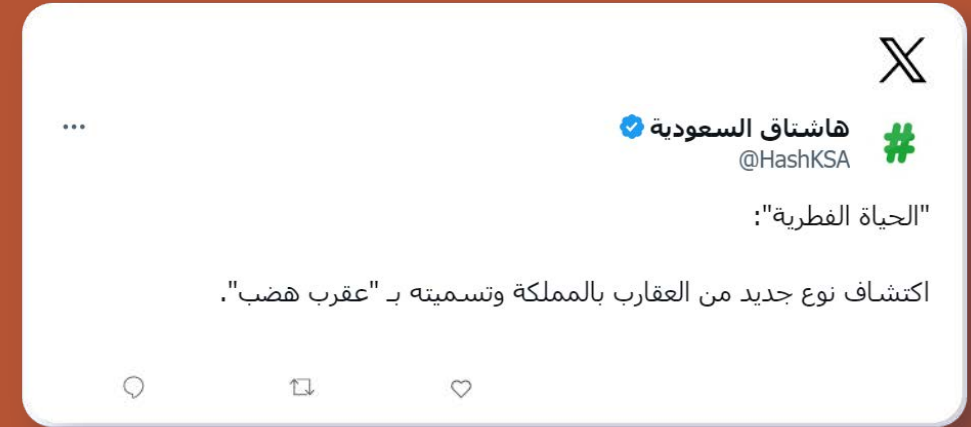 هاشتاق السعودية
@HashKSA
"الحياة الفطرية":
اكتشاف نوع جديد من العقارب بالمملكة وتسميته بـ "عقرب هضب".